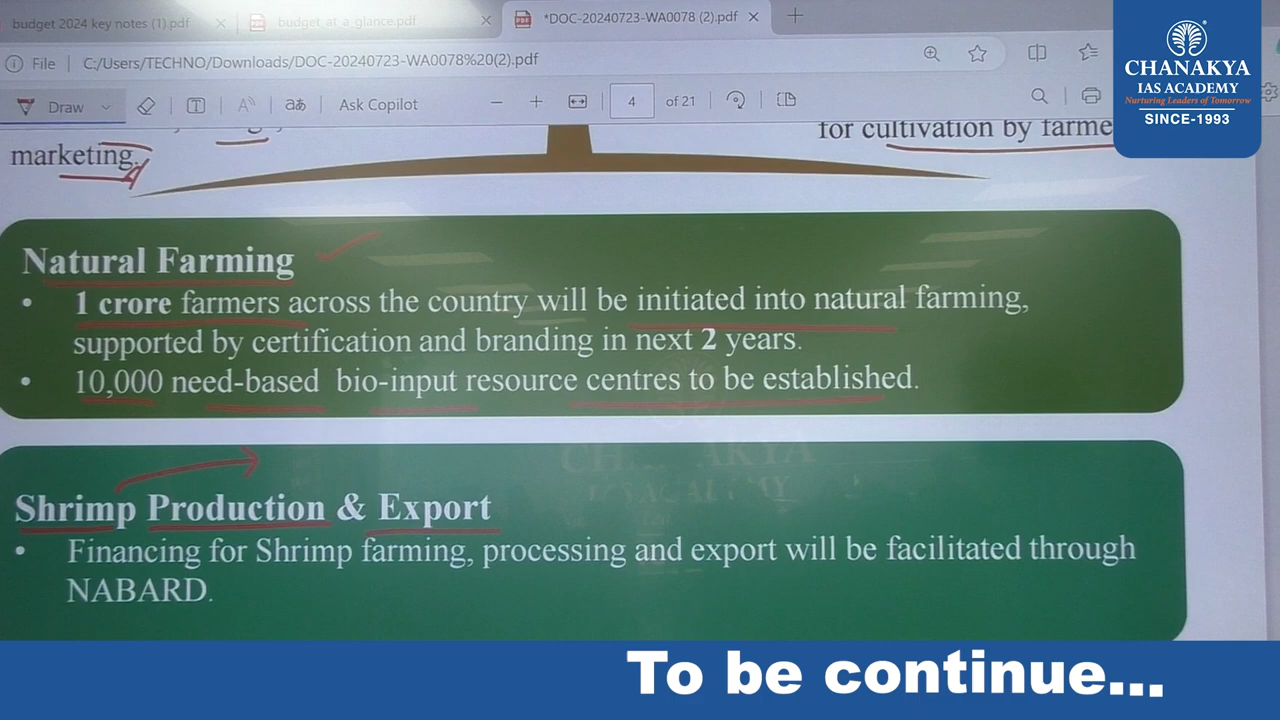 budget 2024 key notes (1).pdf
budget_at_a_glance.pdf
*DOC-20240723-WA0078 (2).pdf
File | C:/Users/TECHNO/Downloads/DOC-20240723-WA0078%20(2).pdf
Draw
Ask Copilot
4 of 21
CHANAKYA
IAS ACADEMY
Nurturing Leaders of Tomorrow
SINCE-1993
marketing,
for cultivation by farme
Natural Farming
• 1 crore farmers across the country will be initiated into natural farming,
supported by certification and branding in next 2 years.
• 10,000 need-based bio-input resource centres to be established.
Shrimp Production & Export
• Financing for Shrimp farming, processing and export will be facilitated through
NABARD.
To be continue...